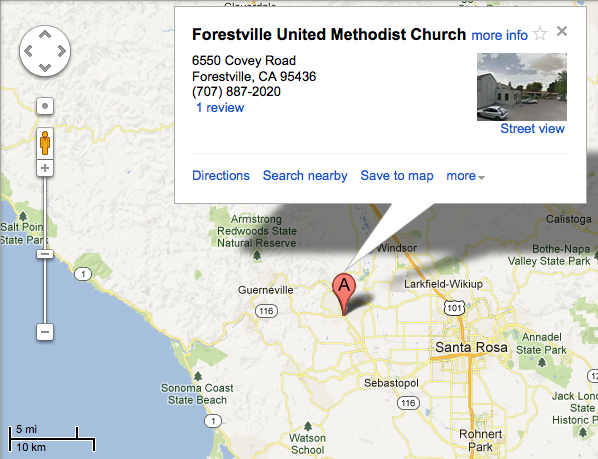 Forestville United Methodist Church more info
6550 Covey Road
Forestville, CA 95436
(707) 887-2020
1 review
Street view
Directions Search nearby Save to map more
Salt Point
State Park
Armstrong
Redwoods State
Natural Reserve
Windsor
Calistoga
Bothe-Napa
Valley State Park
1
Guerneville
116
A
Larkfield-Wikiup
101
Santa Rosa
Annadel
State Park
Sebastopol
Sonoma Coast
State Beach
116
Jack Lon
State
Historic P
1
Watson
School
Rohnert
Park
5 mi
10 km